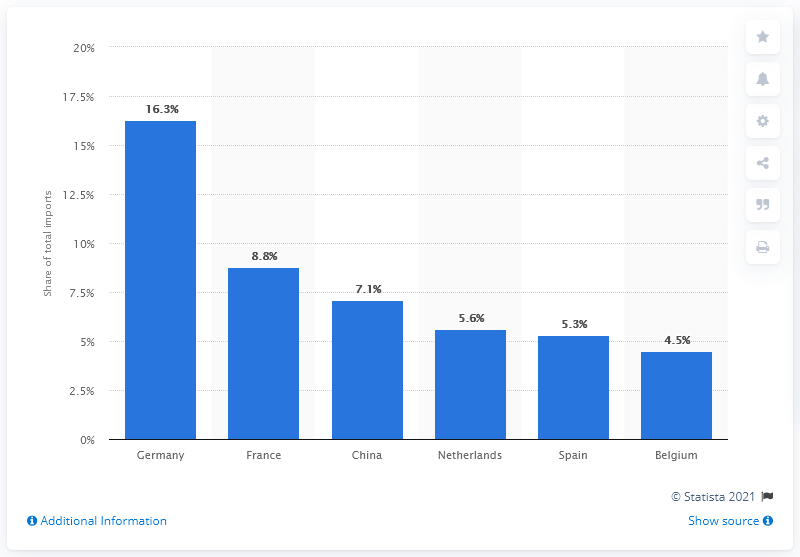 20%
17.5%
15%
12.5%
10%
7.5%
5%
2.5%
0%
Share of total imports
16.3%
8.8%
7.1%
5.6%
5.3%
4.5%
Germany
France
China
Netherlands
Spain
Belgium
© Statista 2021
Additional Information
Show source